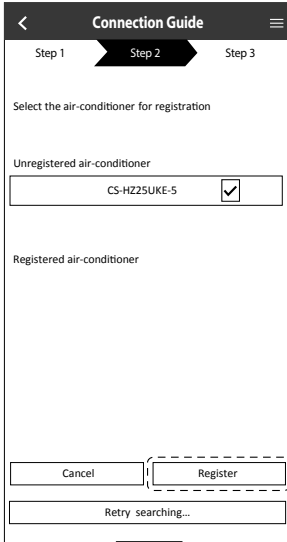 Connection Guide
Step 1 Step 2 Step 3
Select the air-conditioner for registration
Unregistered air-conditioner
CS-HZ25UKE-5
Registered air-conditioner
Cancel Register
Retry searching...